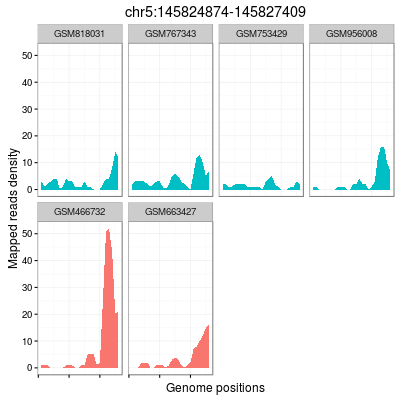 chr5:145824874-145827409
GSM818031 GSM767343 GSM753429 GSM956008
50
40
30
20
10
0
GSM466732 GSM663427
50
40
30
20
10
0
Mapped reads density
Genome positions